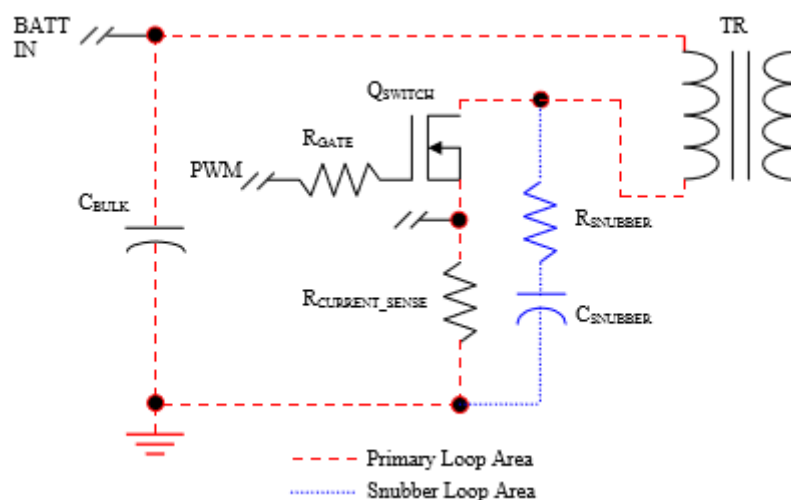 BATT
IN
TR
QSWITCH
RGATE
PWM
CBULK
RSNUBBER
RCURRENT_SENSE
CSNUBBER
Primary Loop Area
Snubber Loop Area